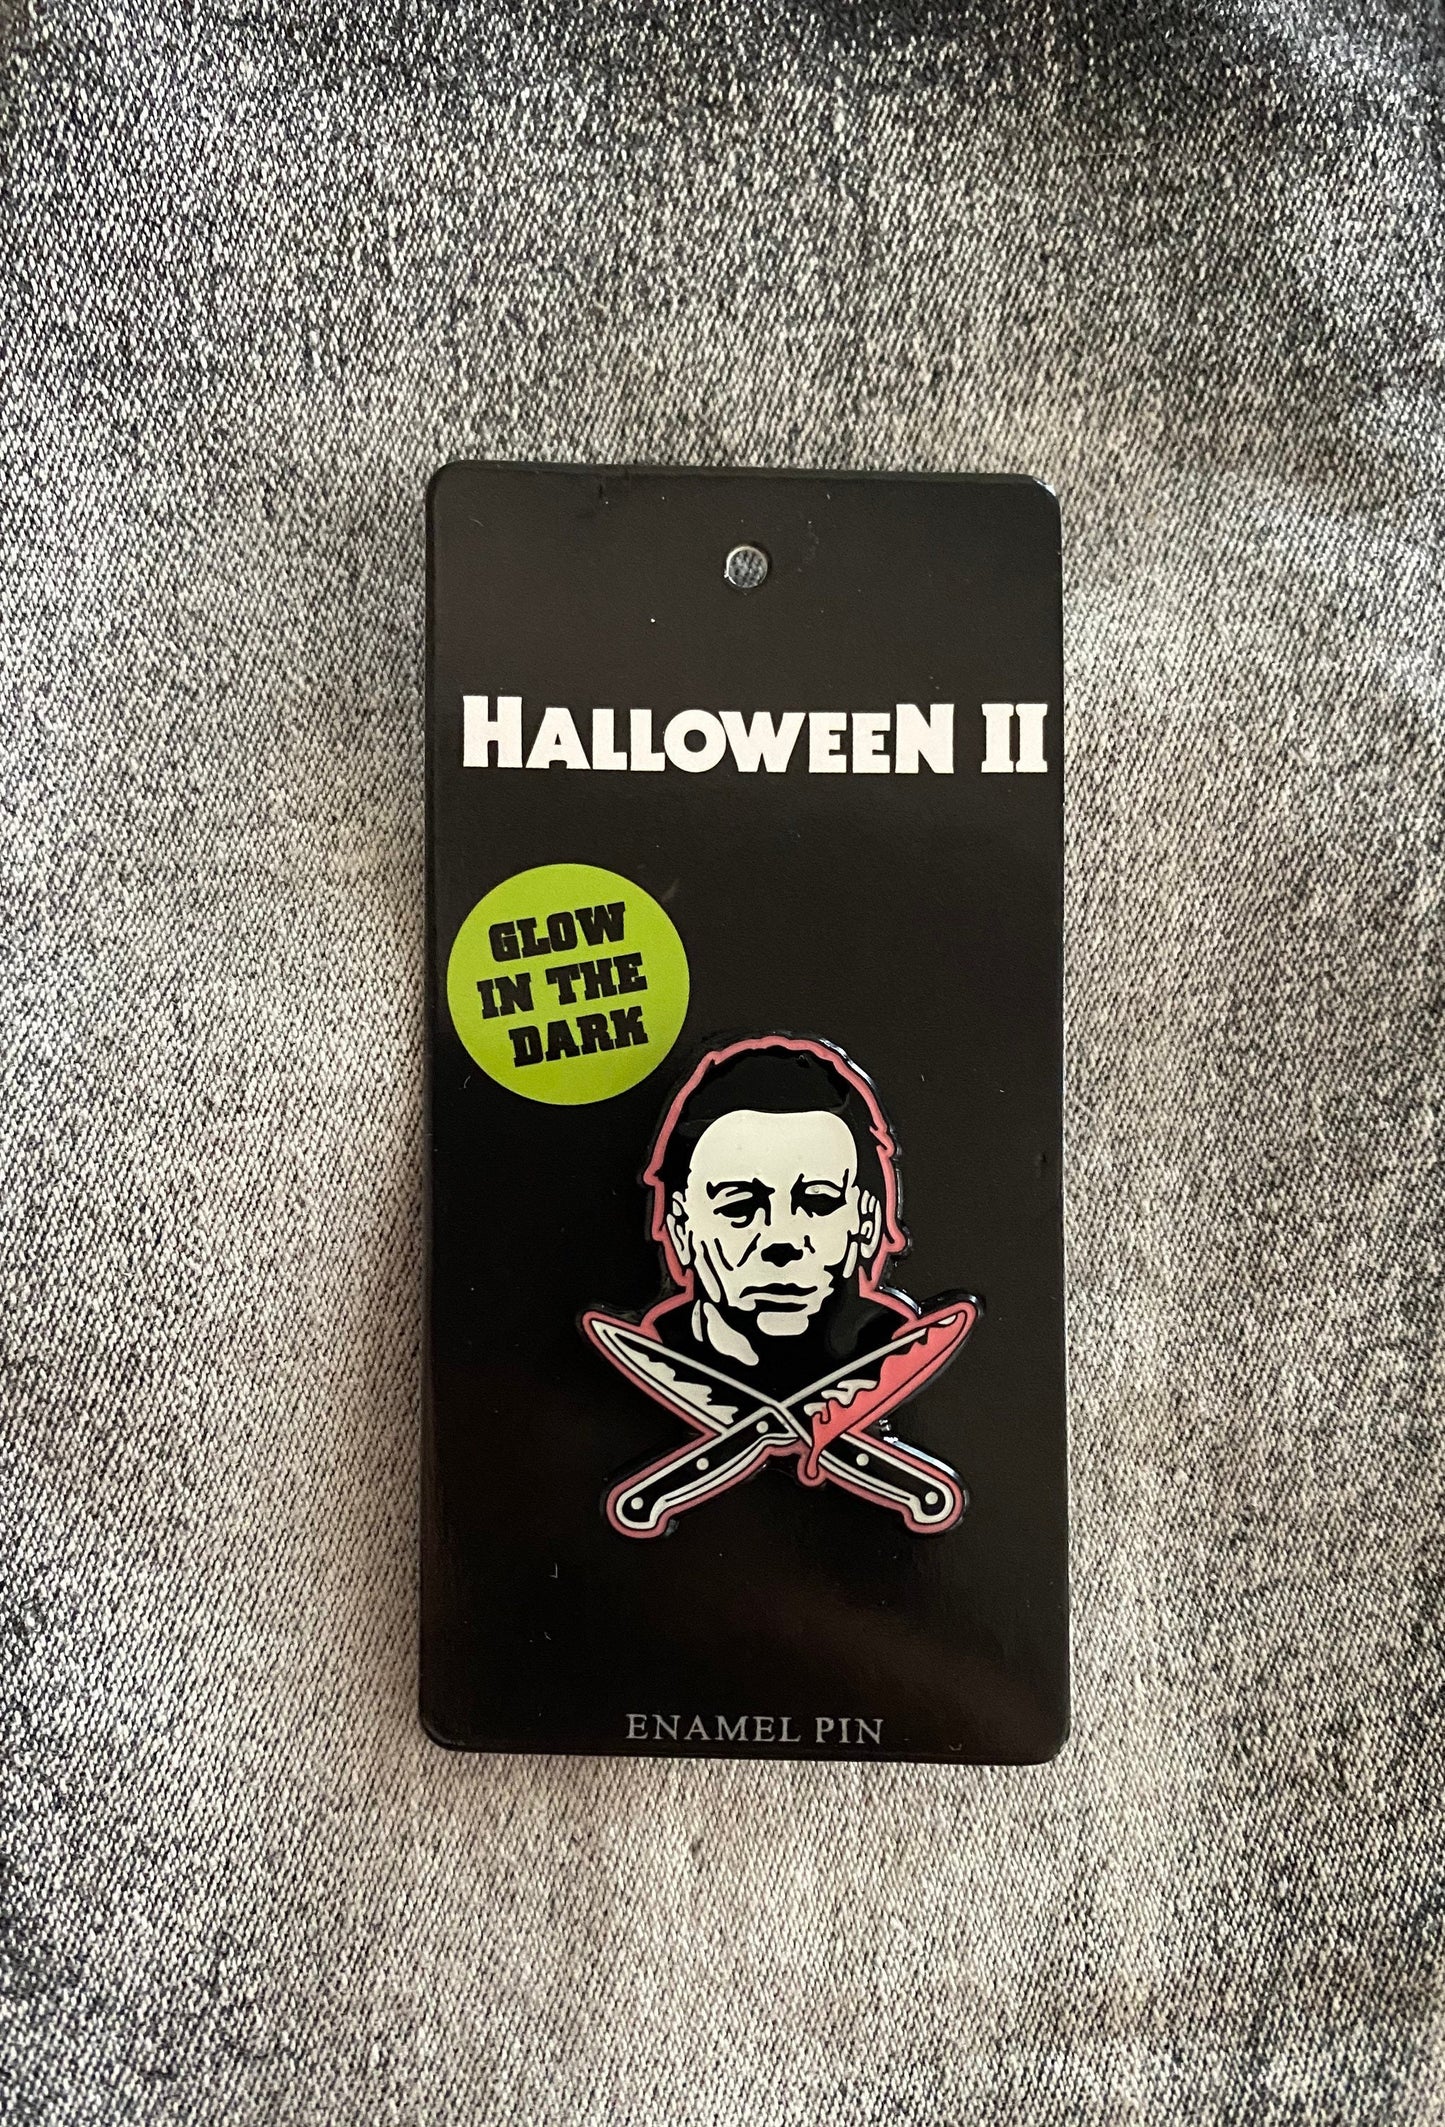 HALLOWEEN II
GLOW
IN THE
DARK
ENAMEL PIN